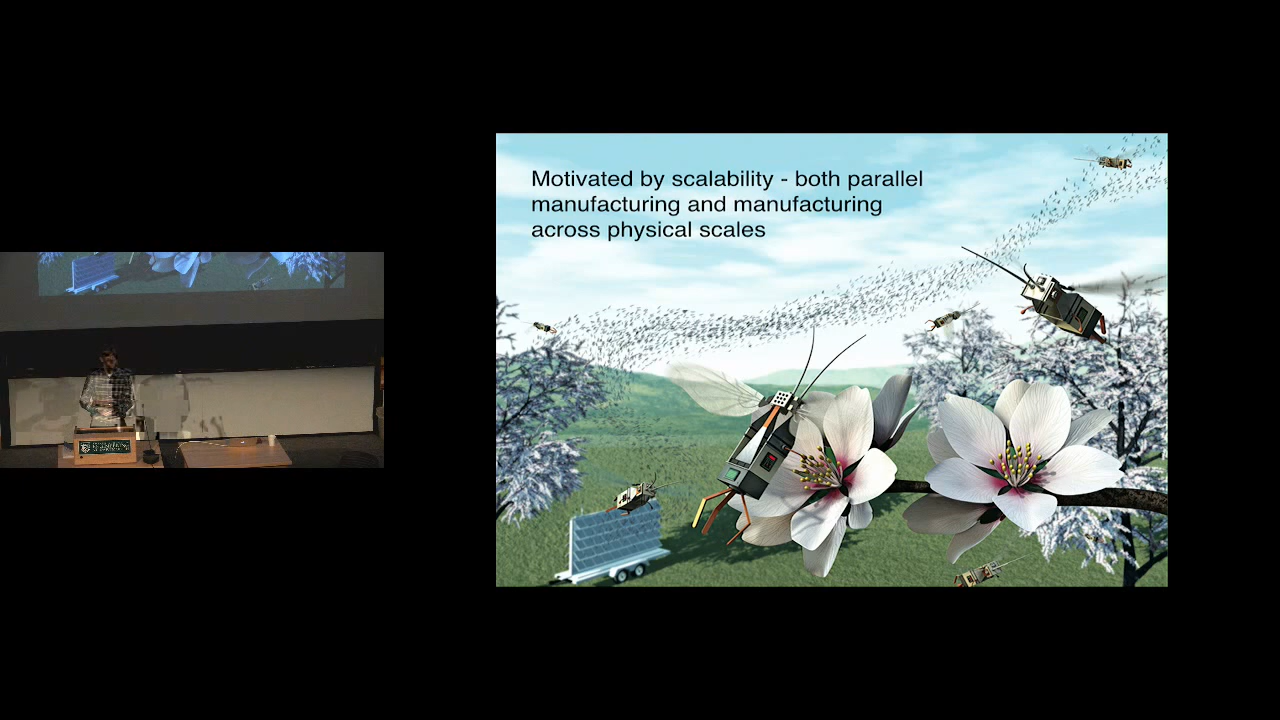 Motivated by scalability - both parallel
manufacturing and manufacturing
across physical scales